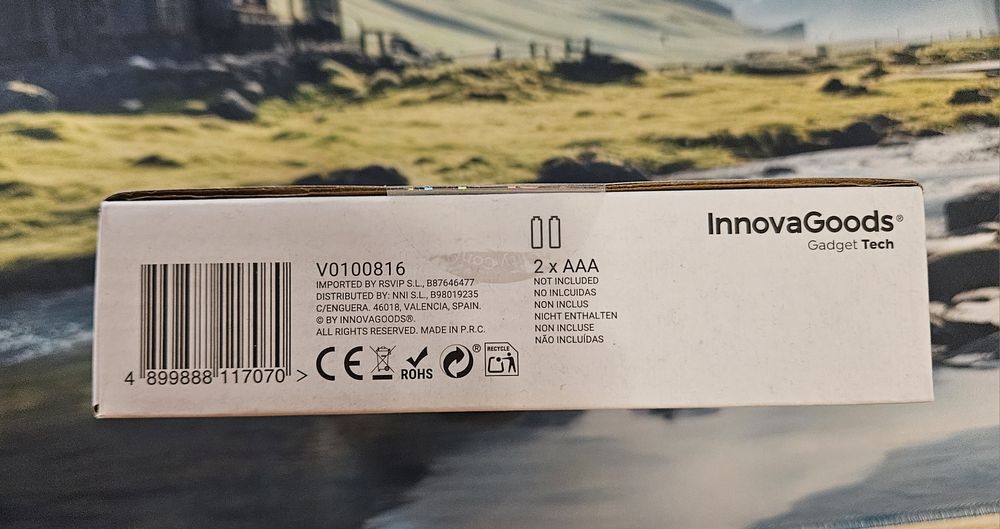 InnovaGoods®
Gadget Tech
V0100816
IMPORTED BY RSVIP S.L., B87646477
DISTRIBUTED BY: NNI S.L., B98019235
C/ENGUERA. 46018, VALENCIA, SPAIN.
© BY INNOVAGOODS®.
ALL RIGHTS RESERVED. MADE IN P.R.C.
CE
ROHS
®
RECYCLE
4 899888 117070 >
2 x AAA
NOT INCLUDED
NO INLCUIDAS
NON INCLUS
NICHT ENTHALTEN
NON INCLUSE
NÃO INCLUÍDAS